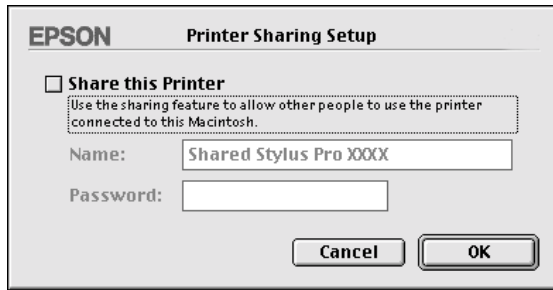 EPSON Printer Sharing Setup
Share this Printer
Use the sharing feature to allow other people to use the printer
connected to this Macintosh.
Name: Shared Stylus Pro XXXX
Password:
Cancel OK